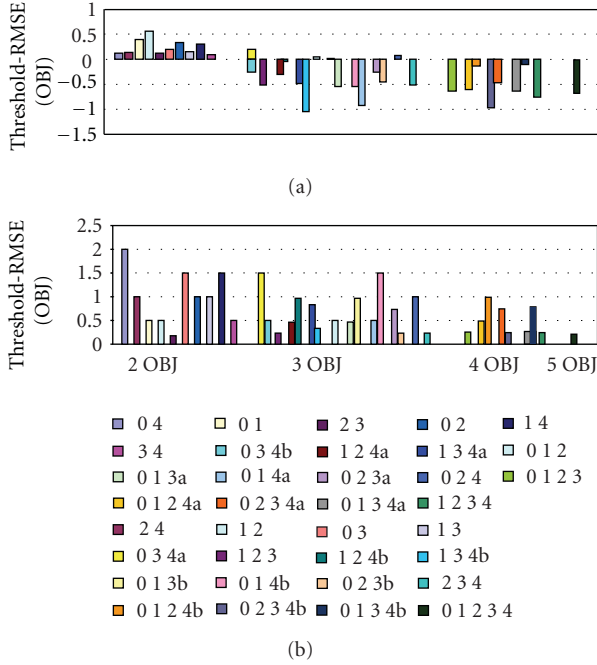 Threshold-RMSE
(OBJ)
1
0.5
0
−0.5
−1
−1.5
(a)
Threshold-RMSE
(OBJ)
2.5
2
1.5
1
0.5
0
2 OBJ 3 OBJ 4 OBJ 5 OBJ
0 4 0 1 2 3 0 2 1 4
3 4 0 3 4b 1 2 4a 1 3 4a 0 1 2
0 1 3a 0 1 4a 0 2 3a 0 2 4 0 1 2 3
0 1 2 4a 0 2 3 4a 0 1 3 4a 1 2 3 4
2 4 1 2 0 3 1 3
0 3 4a 1 2 3 1 2 4b 1 3 4b
0 1 3b 0 1 4b 0 2 3b 2 3 4
0 1 2 4b 0 2 3 4b 0 1 3 4b 0 1 2 3 4
(b)